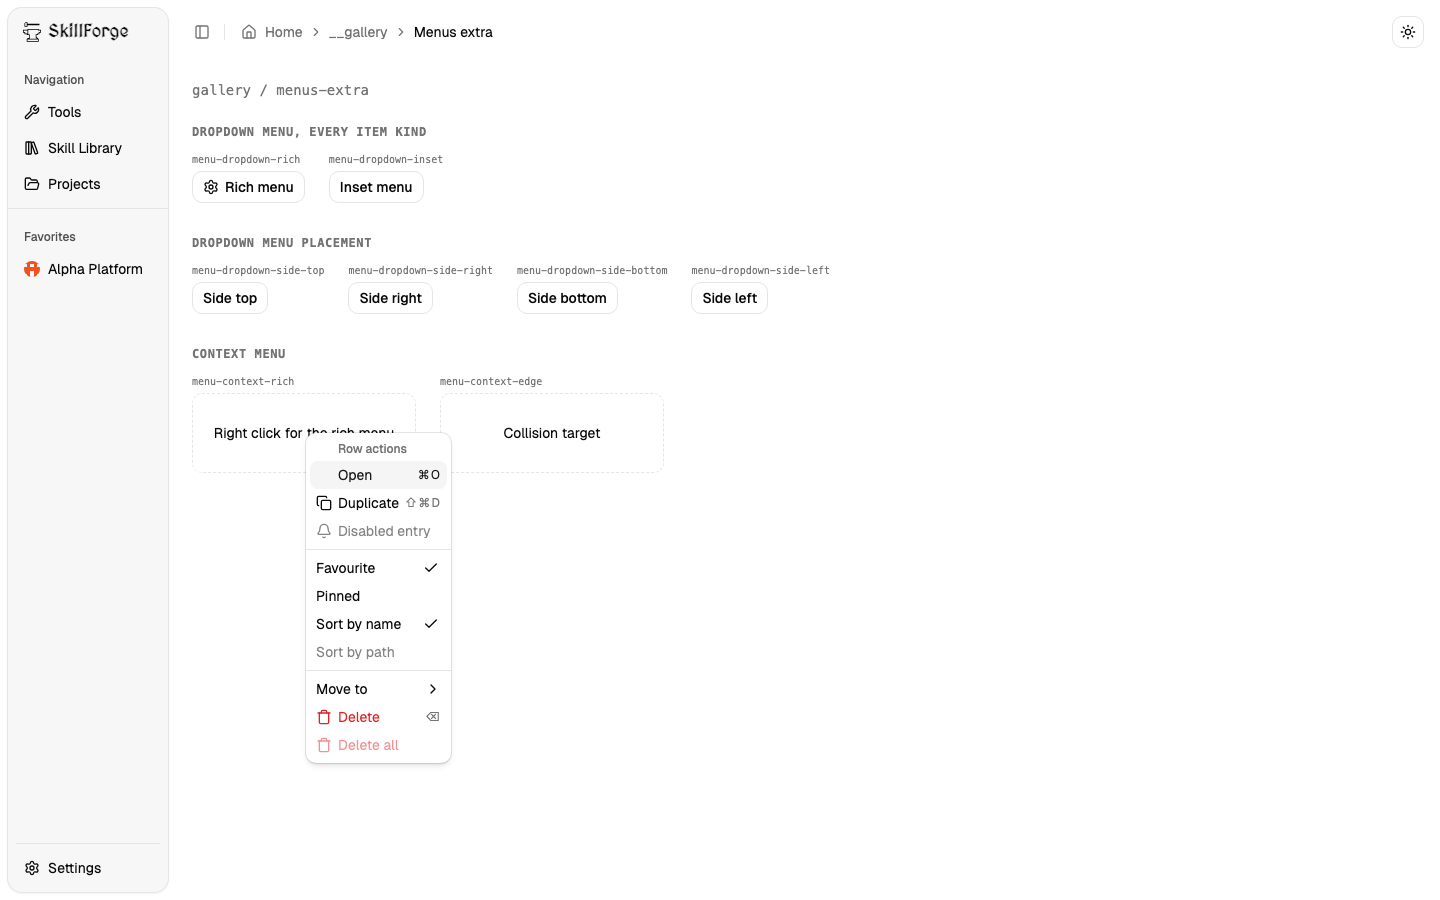 SkillForge
Navigation
Tools
Skill Library
Projects
Favorites
Alpha Platform
Settings
Home
__gallery
Menus extra
gallery / menus-extra
DROPDOWN MENU, EVERY ITEM KIND
menu-dropdown-rich
menu-dropdown-inset
Rich menu
Inset menu
DROPDOWN MENU PLACEMENT
menu-dropdown-side-top
menu-dropdown-side-right
menu-dropdown-side-bottom
menu-dropdown-side-left
Side top
Side right
Side bottom
Side left
CONTEXT MENU
menu-context-rich
menu-context-edge
Right click for the rich menu
Collision target
Row actions
Open ⌘O
Duplicate ⇧⌘D
Disabled entry
Favourite
Pinned
Sort by name
Sort by path
Move to
Delete ⌫
Delete all